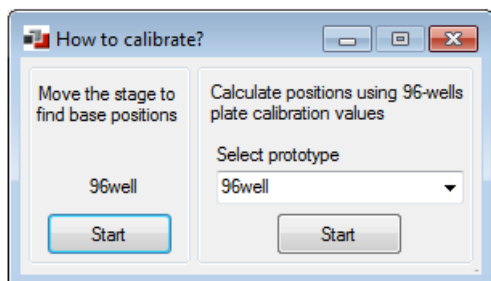 How to calibrate?
Move the stage to
find base positions
96well
Start
Calculate positions using 96-wells
plate calibration values
Select prototype
96well
Start